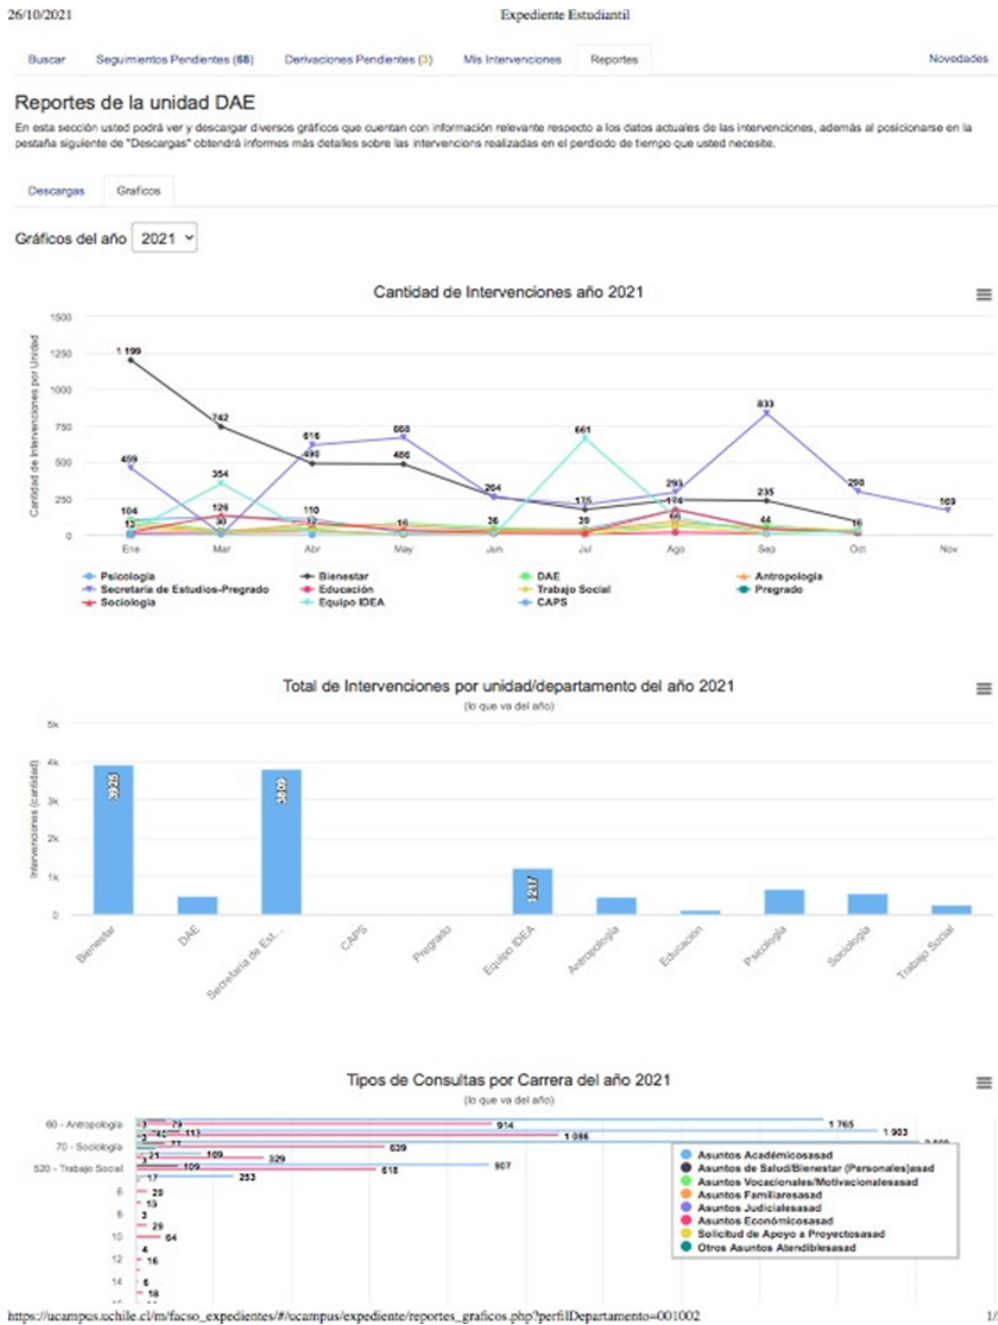 26/10/2021 Expediente Estudiantil
Buscar Seguimientos Pendientes (68) Derivaciones Pendientes (3) Mis Intervenciones Reportes Novedades
Reportes de la unidad DAE
En esta sección usted podrá ver y descargar diversos gráficos que cuentan con información relevante respecto a los datos actuales de las intervenciones, además al posicionarse en la
pestaña siguiente de "Descargas" obtendrá informes más detalles sobre las intervencions realizadas en el perdiodo de tiempo que usted necesite.
Descargas Graficos
Gráficos del año 2021
Cantidad de Intervenciones año 2021
Cantidad de Intervenciones por Unidad
1500
1250
1000
750
500
250
0
1 199
742
459
354
616
490
668
486
264
661
175
293
174
833
235
298
169
104
13
126
30
110
72
16
36
39
66
44
16
Ene Mar Abr May Jun Jul Ago Sep Oct Nov
Psicología Bienestar DAE Antropología
Secretaría de Estudios-Pregrado Educación Trabajo Social Pregrado
Sociología Equipo IDEA CAPS
Total de Intervenciones por unidad/departamento del año 2021
(lo que va del año)
Intervenciones (cantidad)
5k
4k
3k
2k
1k
0
3925
1217
Bienestar DAE Secretaría de Est... CAPS Pregrado Equipo IDEA Antropología Educación Psicología Sociología Trabajo Social
Tipos de Consultas por Carrera del año 2021
(lo que va del año)
60 - Antropología 3 79 914 1 765
3 113 1 086 1 903
70 - Sociología 77 639
21 169 329
520 - Trabajo Social 109 618 907
17 253
6 29
13
8 3
29
10 64
4
12 16
14 6
18
Asuntos Académicosasad
Asuntos de Salud/Bienestar (Personales)asad
Asuntos Vocacionales/Motivacionalesasad
Asuntos Familiaresasad
Asuntos Judicialesasad
Asuntos Económicosasad
Solicitud de Apoyo a Proyectosasad
Otros Asuntos Atendiblesasad
https://ucampus.uchile.cl/m/facso_expedientes/#/ucampus/expediente/reportes_graficos.php?perfilDepartamento=001002